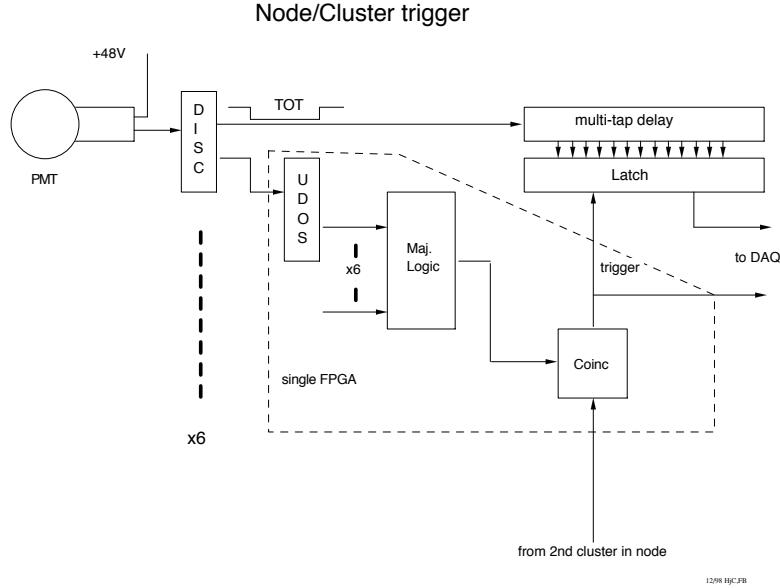 Node/Cluster trigger
+48V
PMT
D
I
S
C
TOT
multi-tap delay
Latch
U
D
O
S
x6
Maj.
Logic
trigger
to DAQ
Coinc
single FPGA
x6
from 2nd cluster in node
12/98 HjC,FB